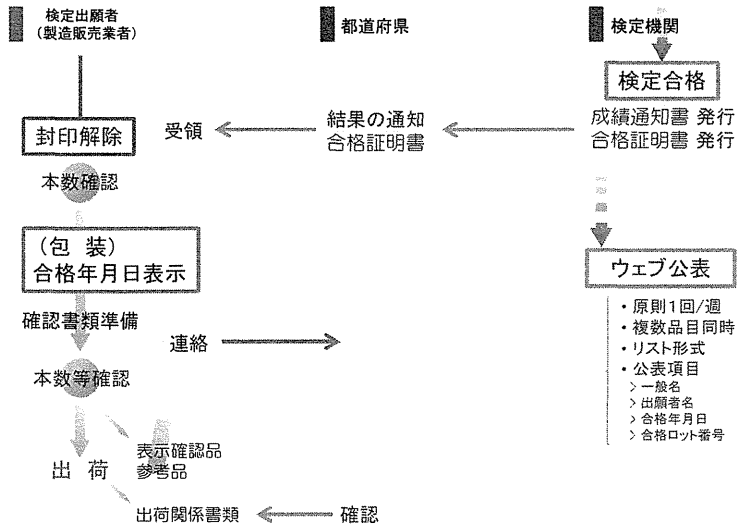 検定出願者
(製造販売業者)
都道府県
検定機関
検定合格
成績通知書 発行
合格証明書 発行
結果の通知
合格証明書
受領
封印解除
本数確認
(包 装)
合格年月日表示
確認書類準備
連絡
本数等確認
出 荷
表示確認品
参考品
出荷関係書類
確認
ウェブ公表
・原則1回/週
・複数品目同時
・リスト形式
・公表項目
> 一般名
> 出願者名
> 合格年月日
> 合格ロット番号